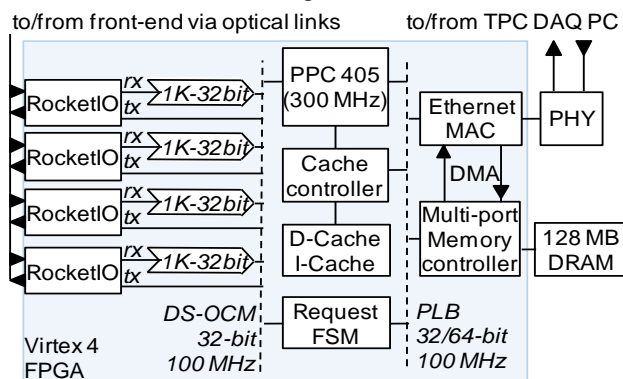 to/from front-end via optical links
to/from TPC DAQ PC
RocketIO
rx
tx
1K-32bit
RocketIO
rx
tx
1K-32bit
RocketIO
rx
tx
1K-32bit
RocketIO
rx
tx
1K-32bit
PPC 405
(300 MHz)
Cache
controller
D-Cache
I-Cache
Request
FSM
Ethernet
MAC
PHY
DMA
Multi-port
Memory
controller
128 MB
DRAM
DS-OCM
32-bit
100 MHz
PLB
32/64-bit
100 MHz
Virtex 4
FPGA